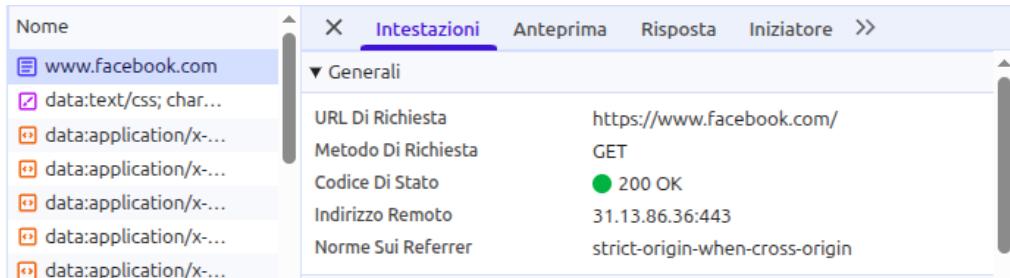 Nome
www.facebook.com
data:text/css; char...
data:application/x-...
data:application/x-...
data:application/x-...
data:application/x-...
data:application/x-...
Intestazioni Anteprima Risposta Iniziatore
Generali
URL Di Richiesta https://www.facebook.com/
Metodo Di Richiesta GET
Codice Di Stato 200 OK
Indirizzo Remoto 31.13.86.36:443
Norme Sui Referrer strict-origin-when-cross-origin